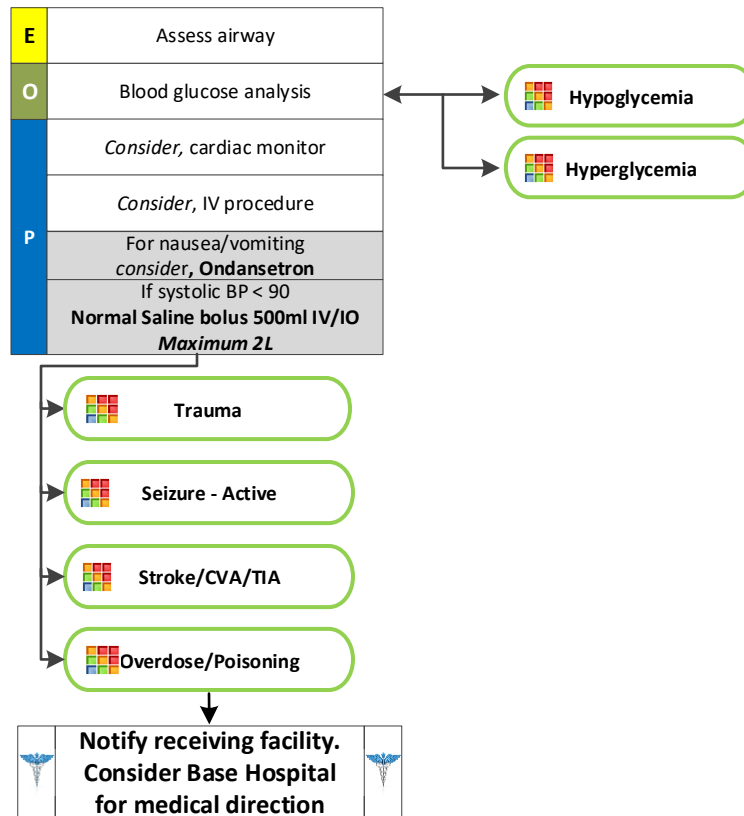 E
Assess airway
O
Blood glucose analysis
Hypoglycemia
Hyperglycemia
P
Consider, cardiac monitor
Consider, IV procedure
For nausea/vomiting
consider, Ondansetron
If systolic BP < 90
Normal Saline bolus 500ml IV/IO
Maximum 2L
Trauma
Seizure - Active
Stroke/CVA/TIA
Overdose/Poisoning
Notify receiving facility.
Consider Base Hospital
for medical direction